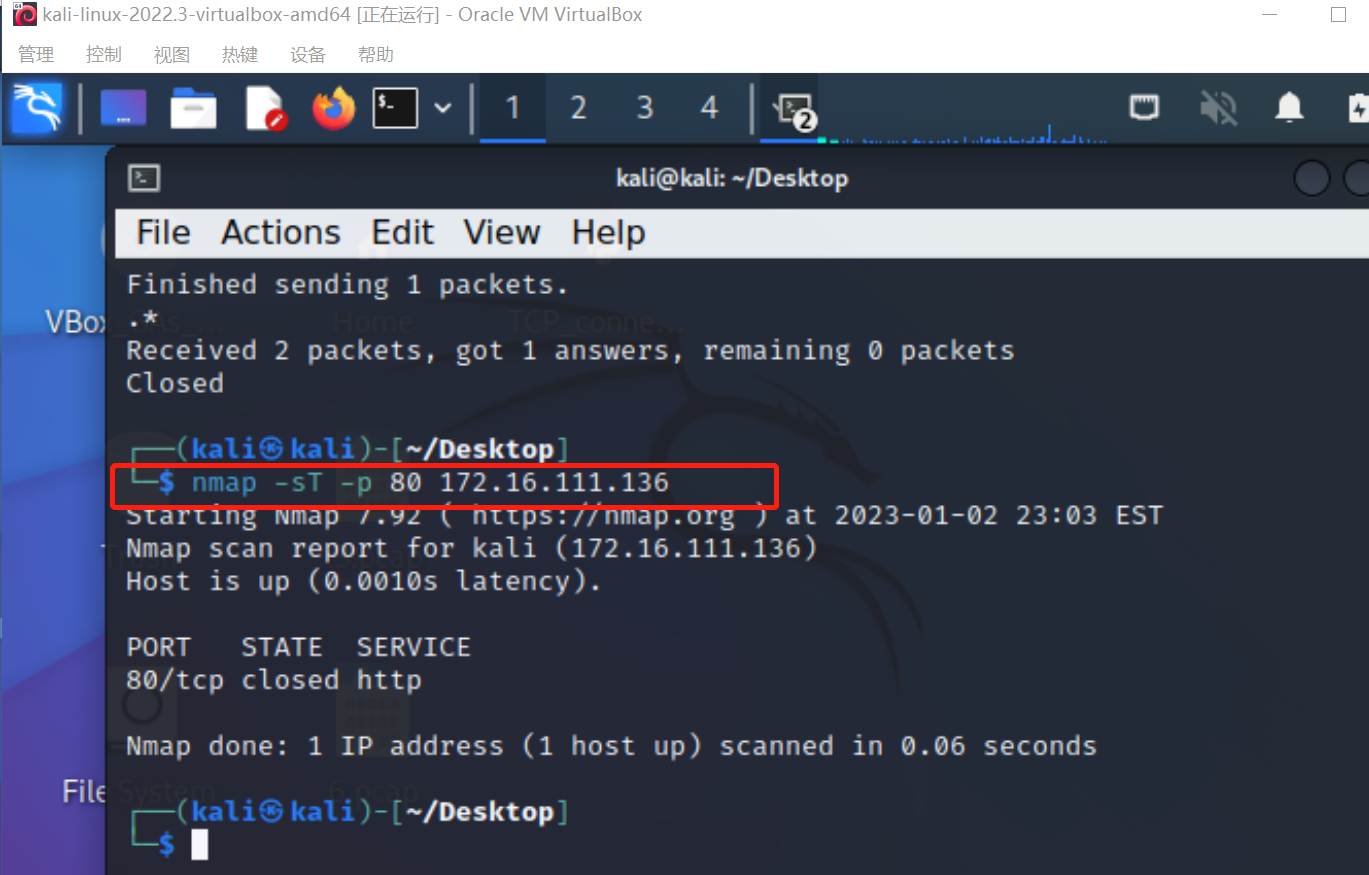 kali-linux-2022.3-virtualbox-amd64 [正在运行] - Oracle VM VirtualBox
管理 控制 视图 热键 设备 帮助
$_ 1 2 3 4 2
kali@kali: ~/Desktop
File Actions Edit View Help
Finished sending 1 packets.
.*
VBox_GAs_... Home TCP_conne...
Received 2 packets, got 1 answers, remaining 0 packets
Closed
┌──(kali㉿kali)-[~/Desktop]
└─$ nmap -sT -p 80 172.16.111.136
Starting Nmap 7.92 ( https://nmap.org ) at 2023-01-02 23:03 EST
Nmap scan report for kali (172.16.111.136)
Host is up (0.0010s latency).
PORT STATE SERVICE
80/tcp closed http
Nmap done: 1 IP address (1 host up) scanned in 0.06 seconds
File System 6.pcap
┌──(kali㉿kali)-[~/Desktop]
└─$